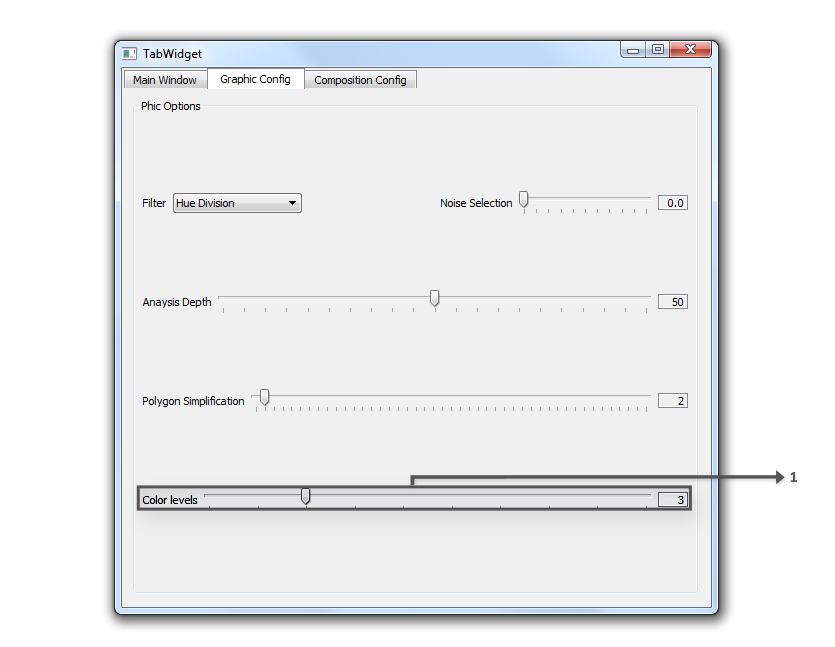 TabWidget
Main Window Graphic Config Composition Config
Phic Options
Filter Hue Division Noise Selection 0.0
Anaysis Depth 50
Polygon Simplification 2
Color levels 3
1